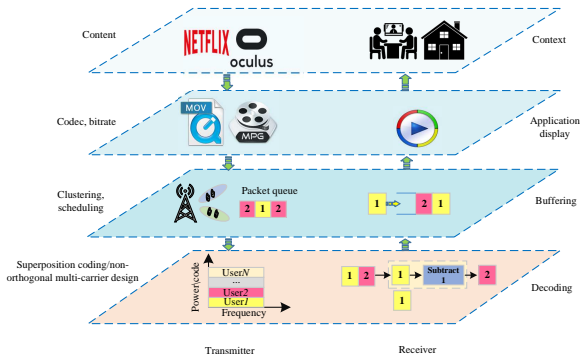 Content
NETFLIX
oculus
Context
Codec, bitrate
MOV
MPG
Application
display
Clustering,
scheduling
Packet queue
2 1 2
1 2 1
Buffering
Superposition coding/non-
orthogonal multi-carrier design
Power\code
UserN
...
User2
User1
Frequency
1 2
1
Subtract
1
2
1
Decoding
Transmitter
Receiver